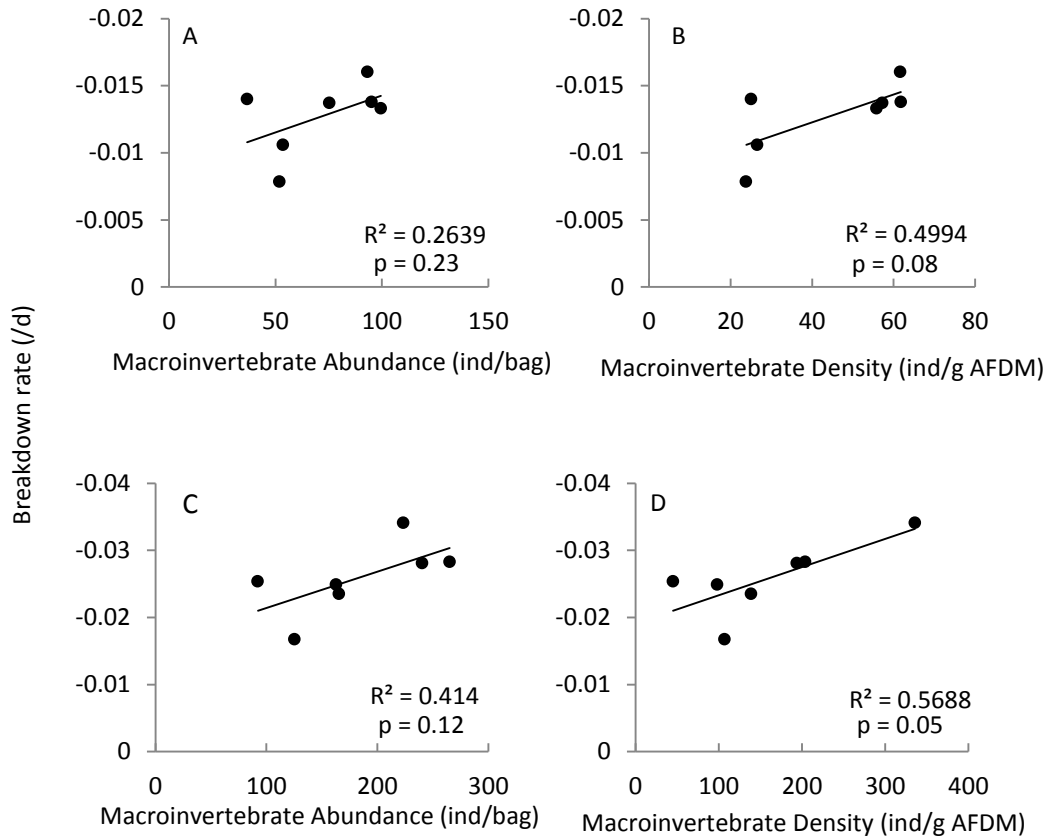 Breakdown rate (/d)
A
-0.02
-0.015
-0.01
-0.005
0
R² = 0.2639
p = 0.23
0 50 100 150
Macroinvertebrate Abundance (ind/bag)
B
-0.02
-0.015
-0.01
-0.005
0
R² = 0.4994
p = 0.08
0 20 40 60 80
Macroinvertebrate Density (ind/g AFDM)
C
-0.04
-0.03
-0.02
-0.01
0
R² = 0.414
p = 0.12
0 100 200 300
Macroinvertebrate Abundance (ind/bag)
D
-0.04
-0.03
-0.02
-0.01
0
R² = 0.5688
p = 0.05
0 100 200 300 400
Macroinvertebrate Density (ind/g AFDM)